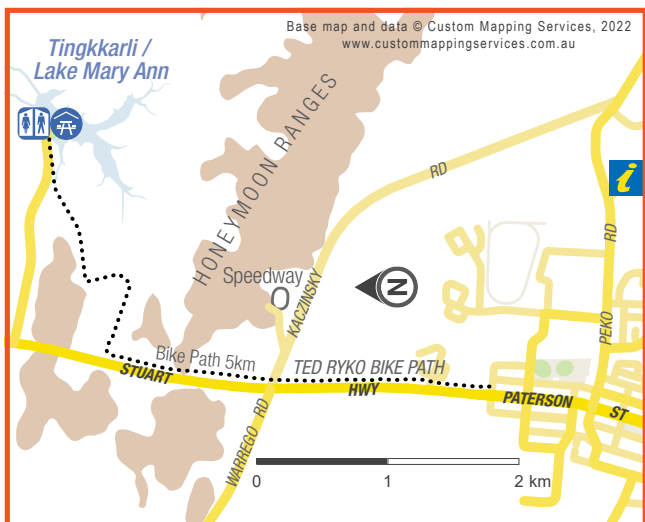 Base map and data © Custom Mapping Services, 2022
www.custommappingservices.com.au
Tingkkarli /
Lake Mary Ann
HONEYMOON RANGES
RD
i
RD
Speedway
N
KACZINSKY
PEKO
Bike Path 5km
TED RYKO BIKE PATH
STUART
HWY
PATERSON
ST
WARREGO RD
0
1
2 km